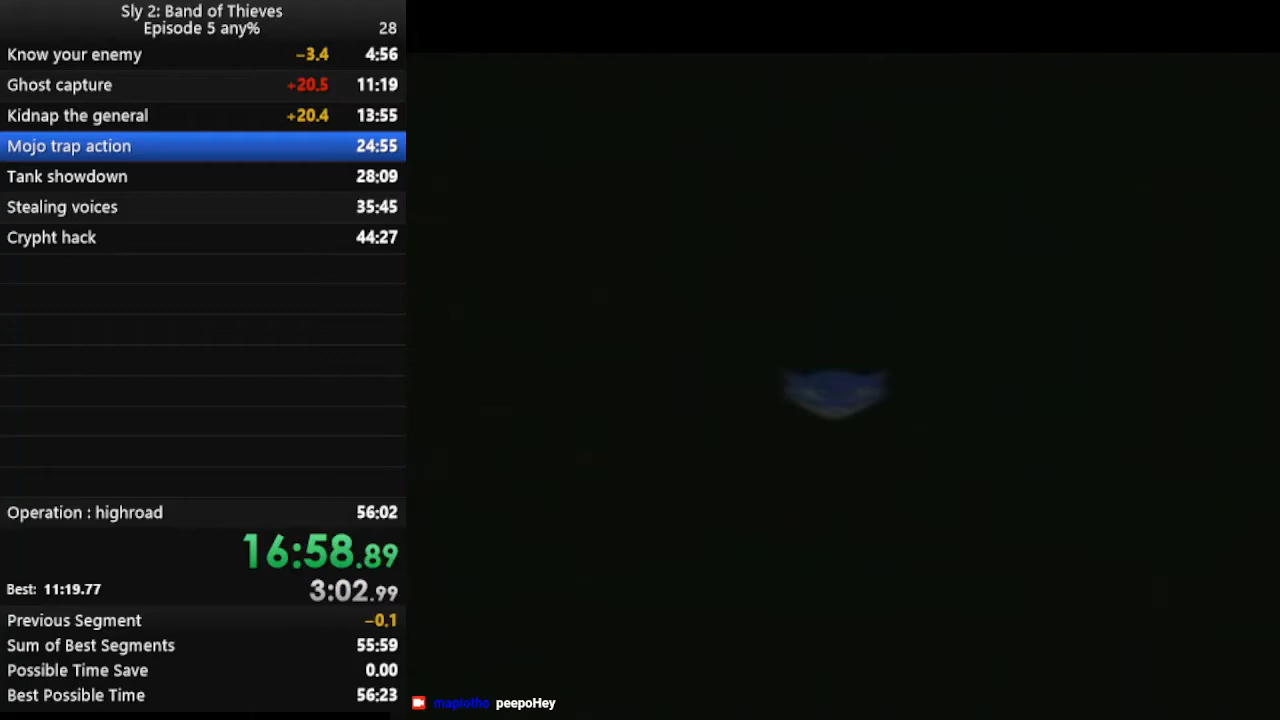 Sly 2: Band of Thieves
Episode 5 any% 28
Know your enemy −3.4 4:56
Ghost capture +20.5 11:19
Kidnap the general +20.4 13:55
Mojo trap action 24:55
Tank showdown 28:09
Stealing voices 35:45
Crypht hack 44:27
Operation : highroad 56:02
16:58.89
Best: 11:19.77 3:02.99
Previous Segment −0.1
Sum of Best Segments 55:59
Possible Time Save 0.00
Best Possible Time 56:23
maplotho peepoHey